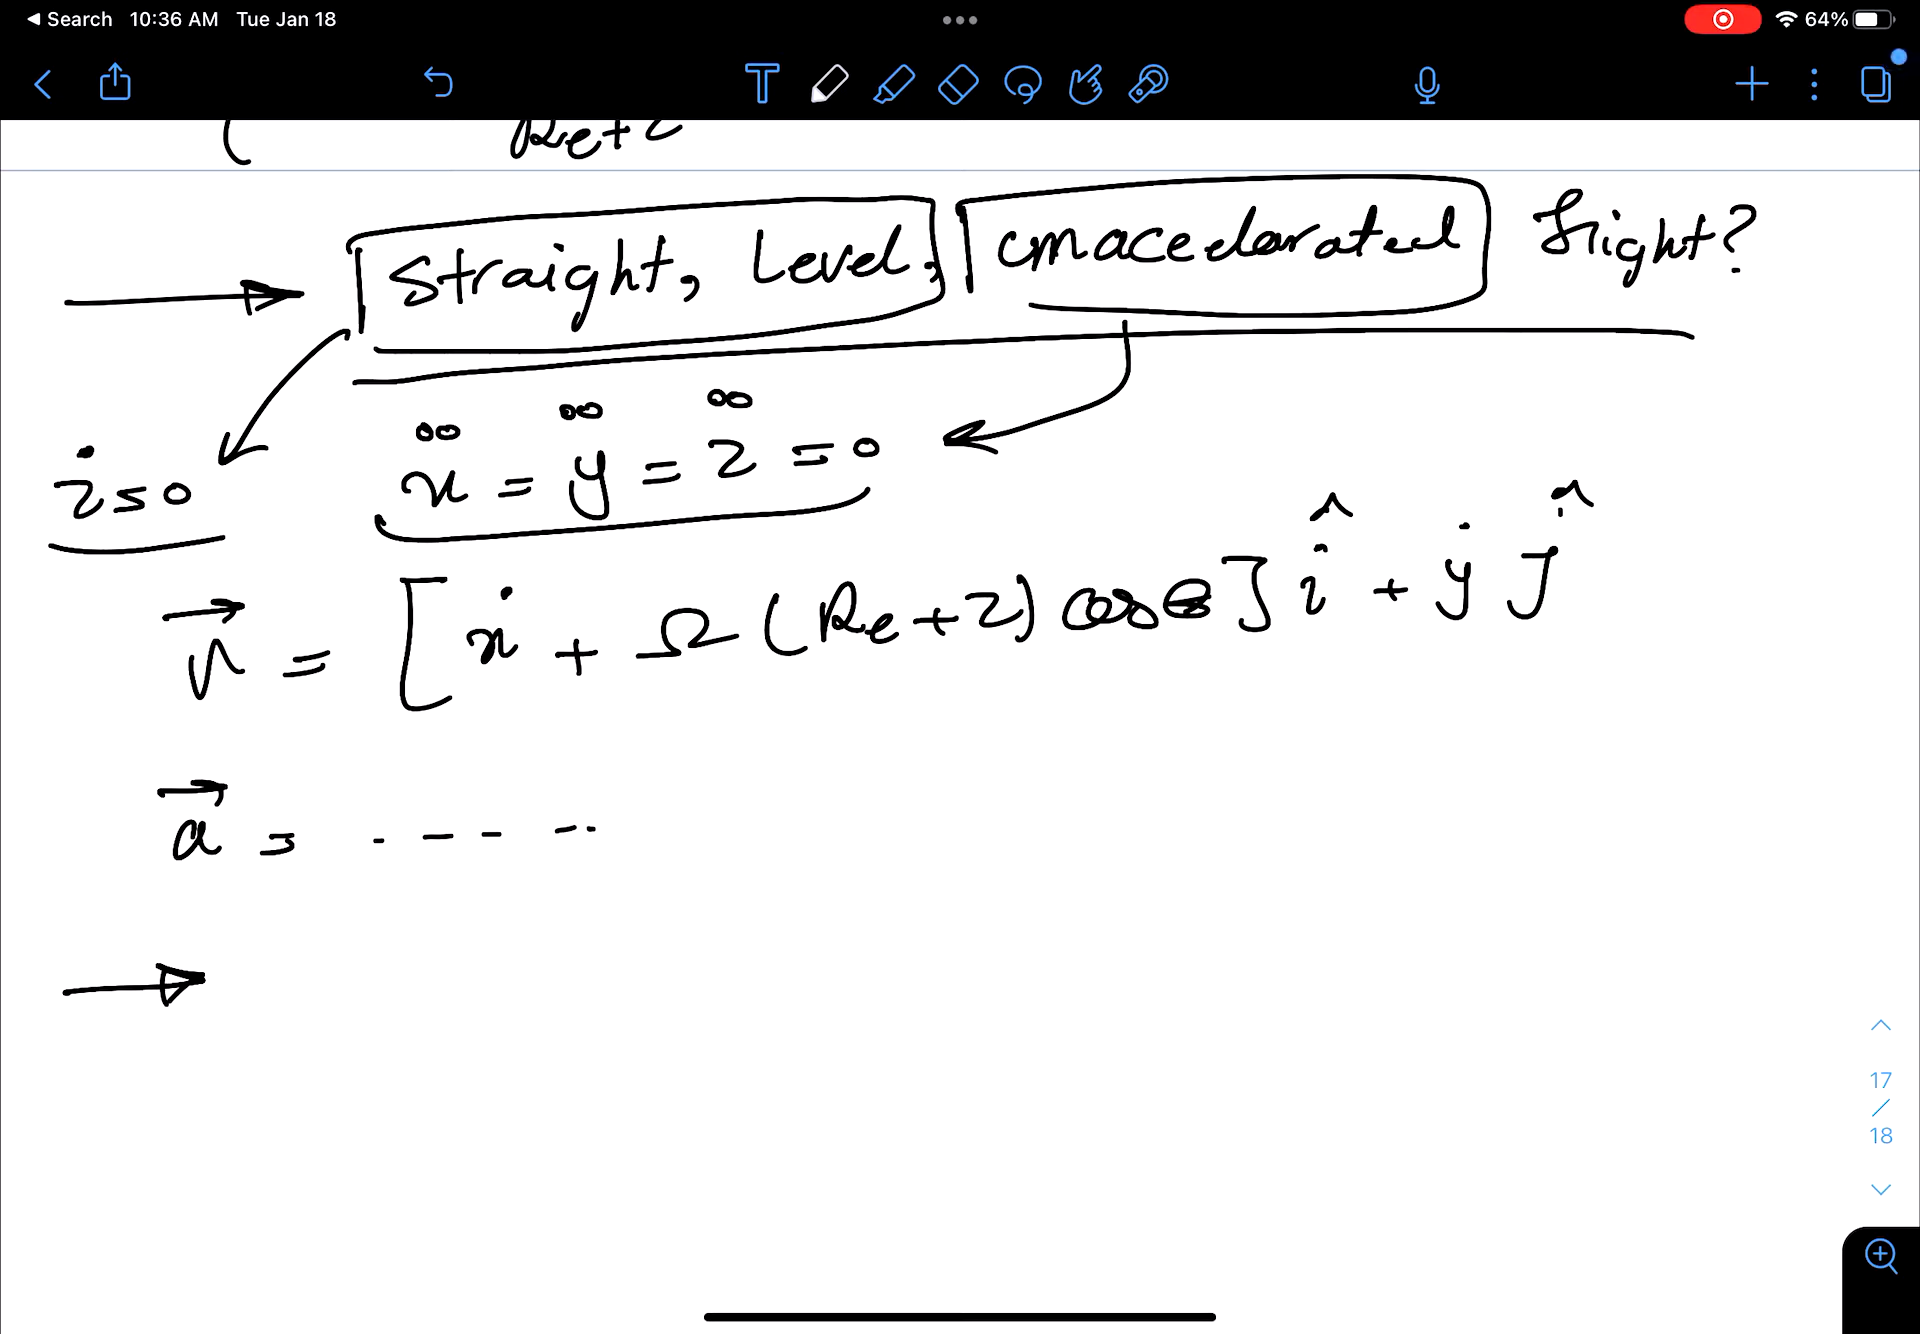 Search 10:36 AM Tue Jan 18
64%
T
Re+z
Straight, Level, unaccelerated flight?
ż=0
ẍ = ÿ = z̈ = 0
v⃗ = [ẋ + Ω (Re+z) cosθ] î + ẏ ĵ
a⃗ = . - - - - ..
17
/
18